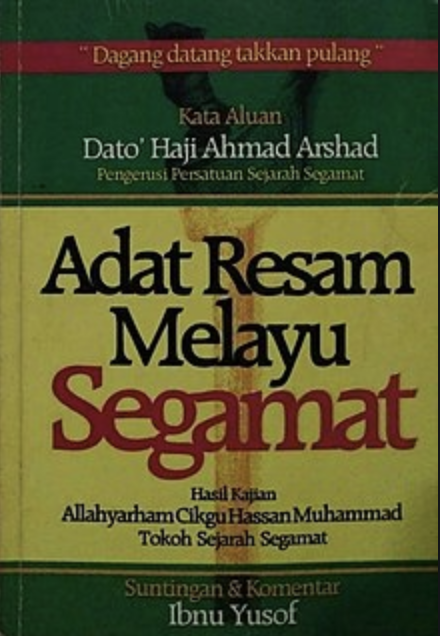 "Dagang datang takkan pulang"
Kata Aluan
Dato' Haji Ahmad Arshad
Pengerusi Persatuan Sejarah Segamat
Adat Resam
Melayu
Segamat
Hasil Kajian
Allahyarham Cikgu Hassan Muhammad
Tokoh Sejarah Segamat
Suntingan & Komentar
Ibnu Yusof